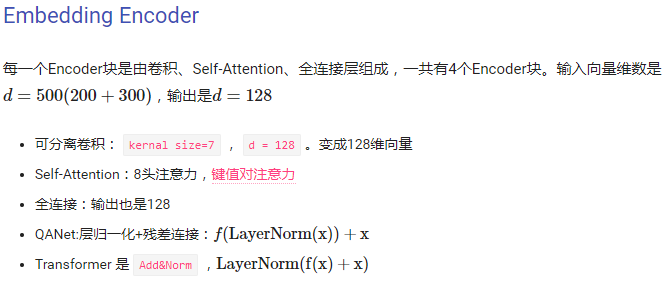 Embedding Encoder
每一个Encoder块是由卷积、Self-Attention、全连接层组成，一共有4个Encoder块。输入向量维数是
d = 500(200 + 300)，输出是d = 128
• 可分离卷积： kernal size=7 ， d = 128 。变成128维向量
• Self-Attention：8头注意力，键值对注意力
• 全连接：输出也是128
• QANet:层归一化+残差连接：f(LayerNorm(x)) + x
• Transformer 是 Add&Norm ，LayerNorm(f(x) + x)